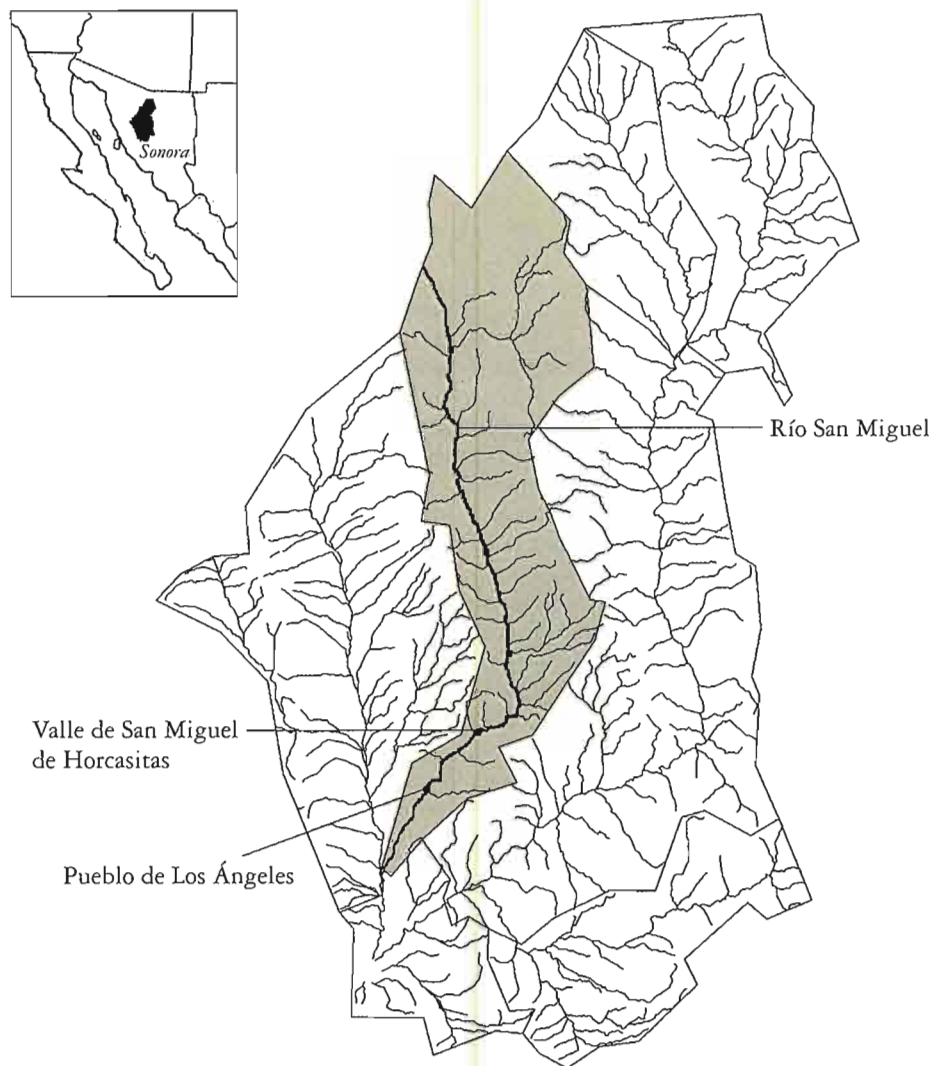 Sonora
Río San Miguel
Valle de San Miguel
de Horcasitas
Pueblo de Los Ángeles